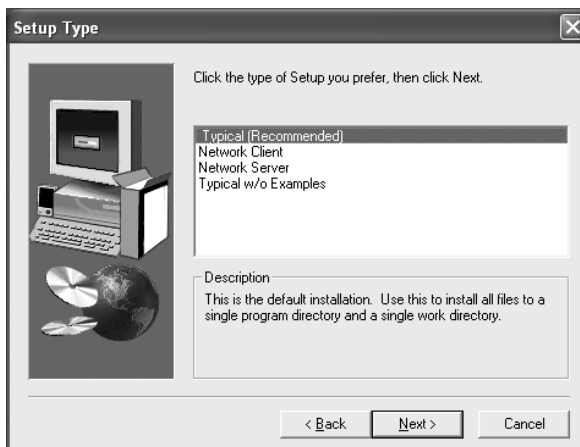 Setup Type
Click the type of Setup you prefer, then click Next.
Typical (Recommended)
Network Client
Network Server
Typical w/o Examples
Description
This is the default installation. Use this to install all files to a
single program directory and a single work directory.
< Back
Next >
Cancel